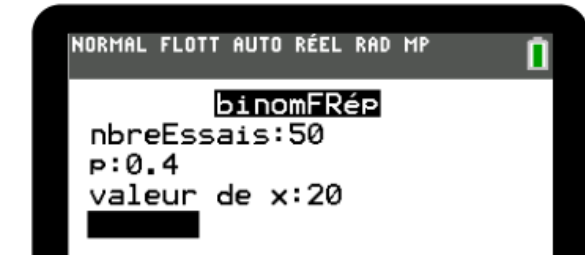 NORMAL FLOTT AUTO RÉEL RAD MP
binomFRép
nbreEssais:50
p:0.4
valeur de x:20